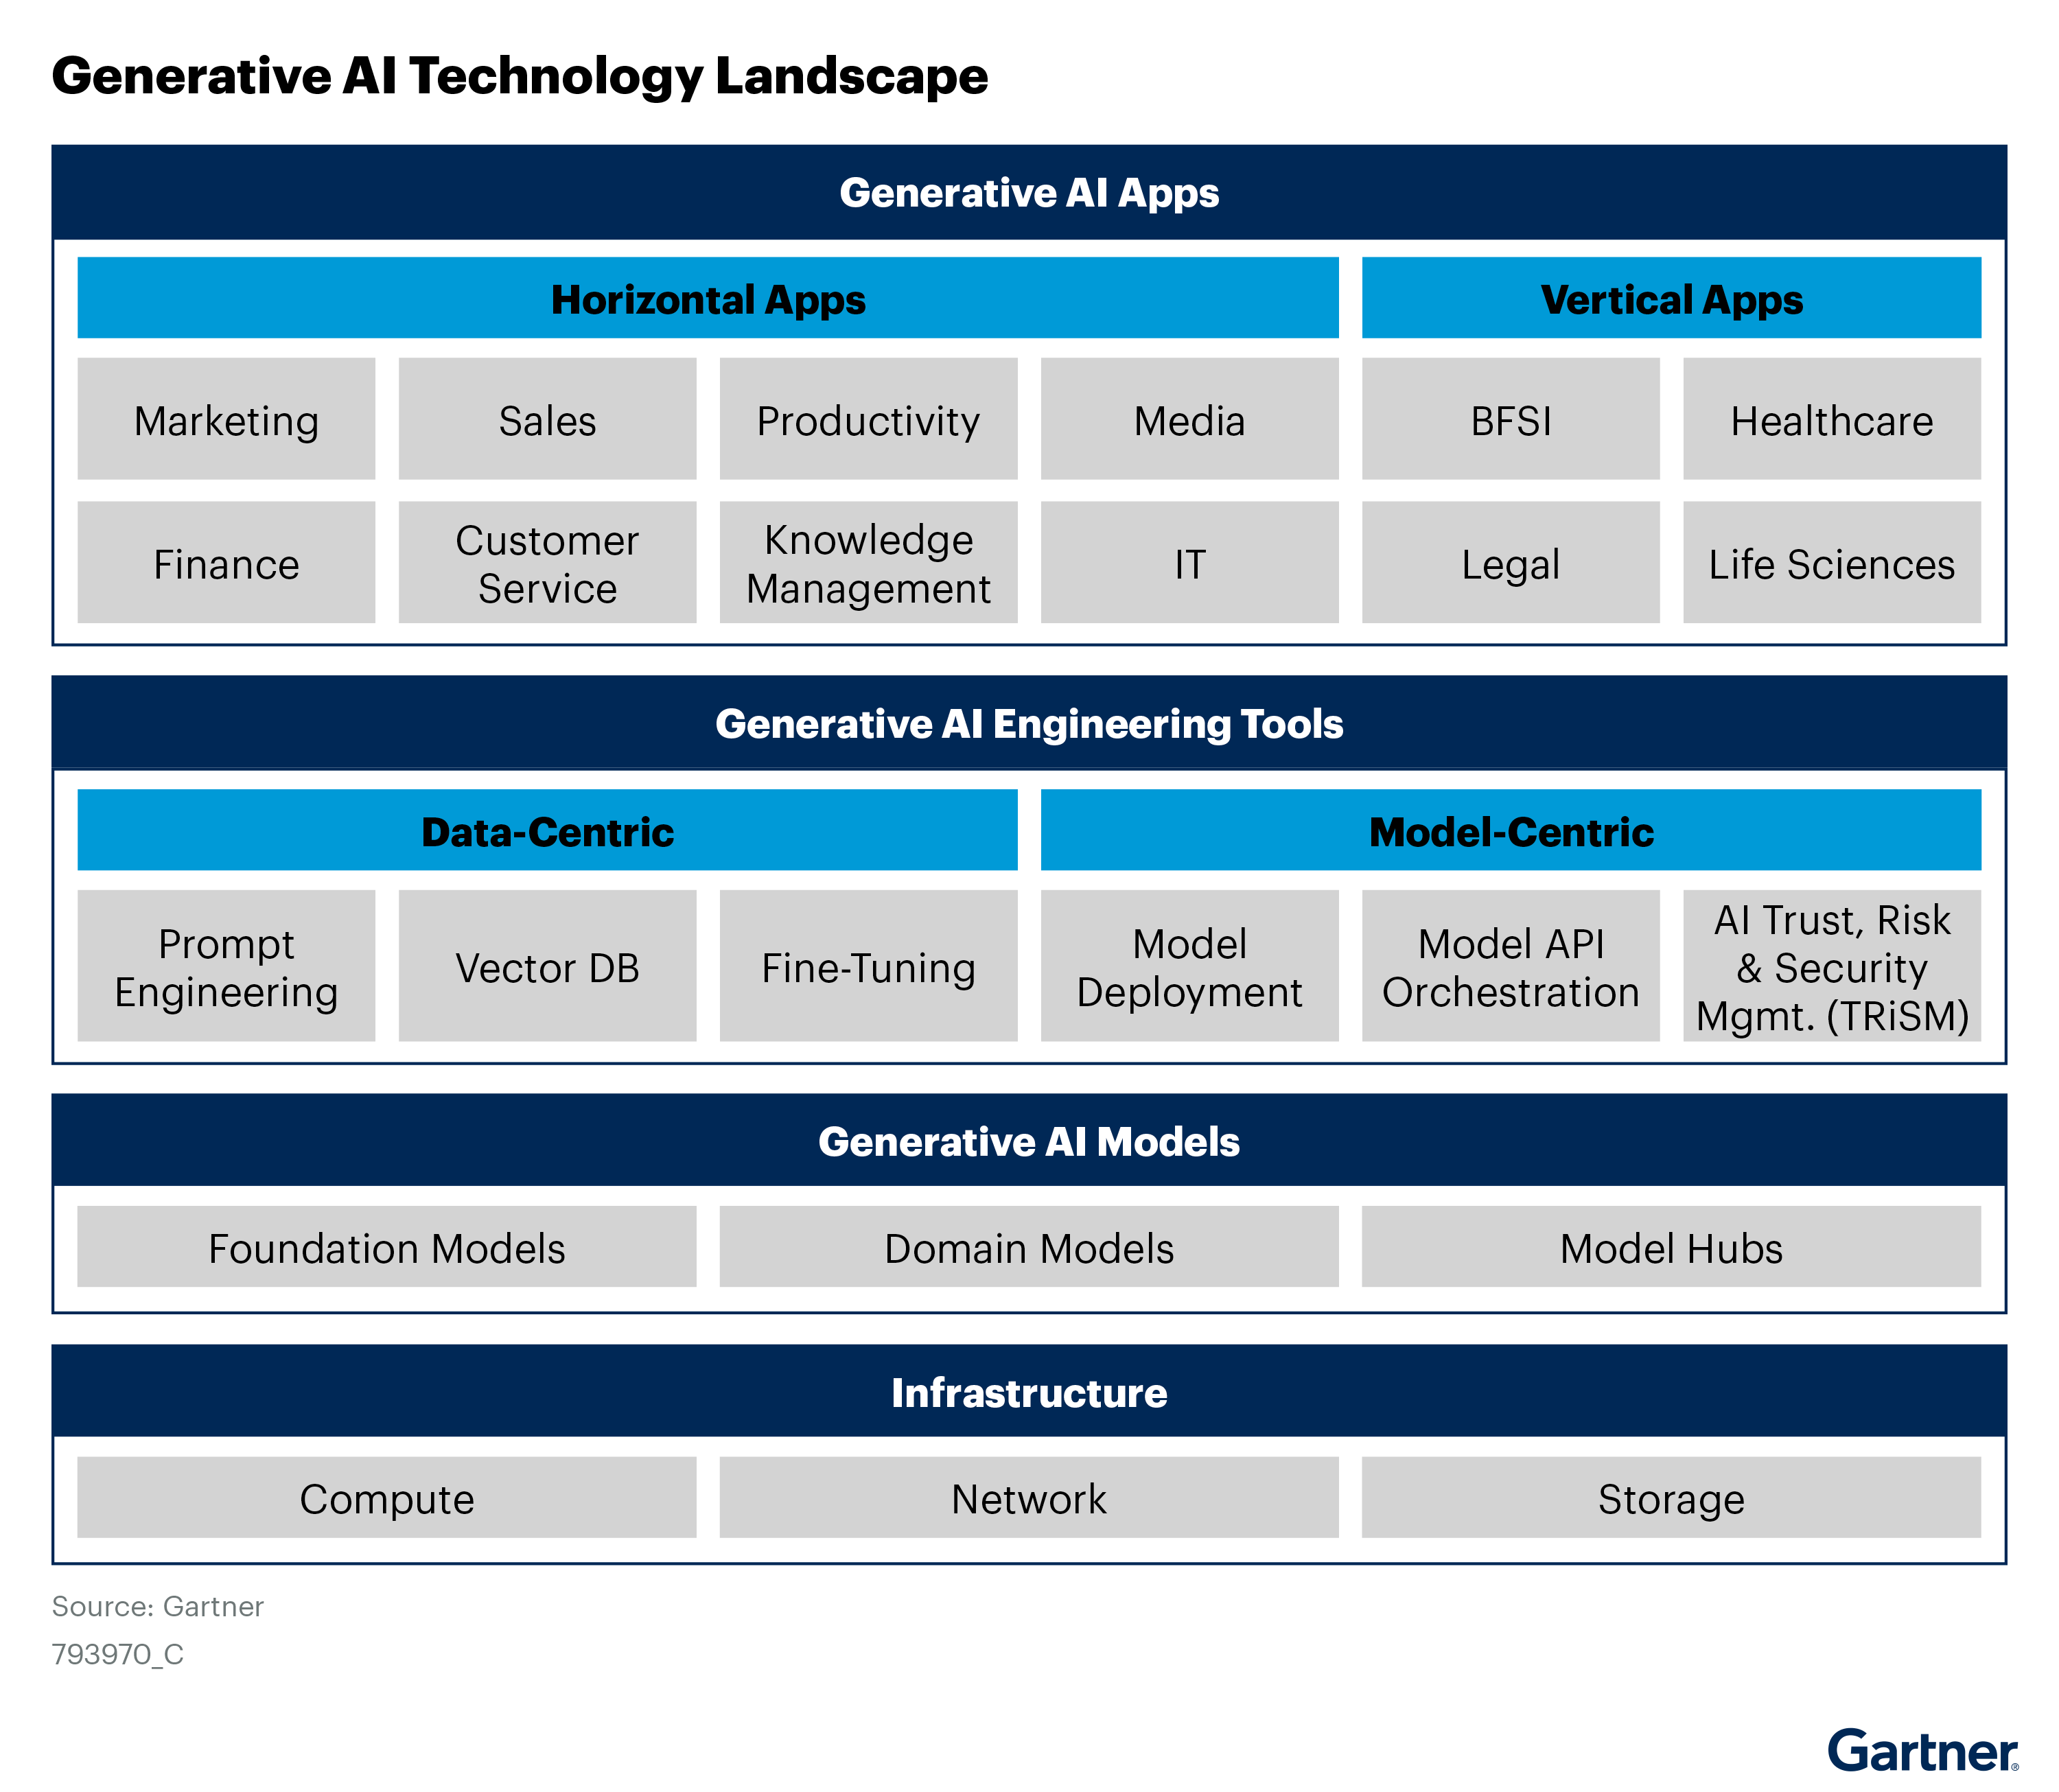 Generative AI Technology Landscape
Generative AI Apps
Horizontal Apps
Vertical Apps
Marketing
Sales
Productivity
Media
BFSI
Healthcare
Finance
Customer
Service
Knowledge
Management
IT
Legal
Life Sciences
Generative AI Engineering Tools
Data-Centric
Model-Centric
Prompt
Engineering
Vector DB
Fine-Tuning
Model
Deployment
Model API
Orchestration
AI Trust, Risk
& Security
Mgmt. (TRiSM)
Generative AI Models
Foundation Models
Domain Models
Model Hubs
Infrastructure
Compute
Network
Storage
Source: Gartner
793970_C
Gartner®